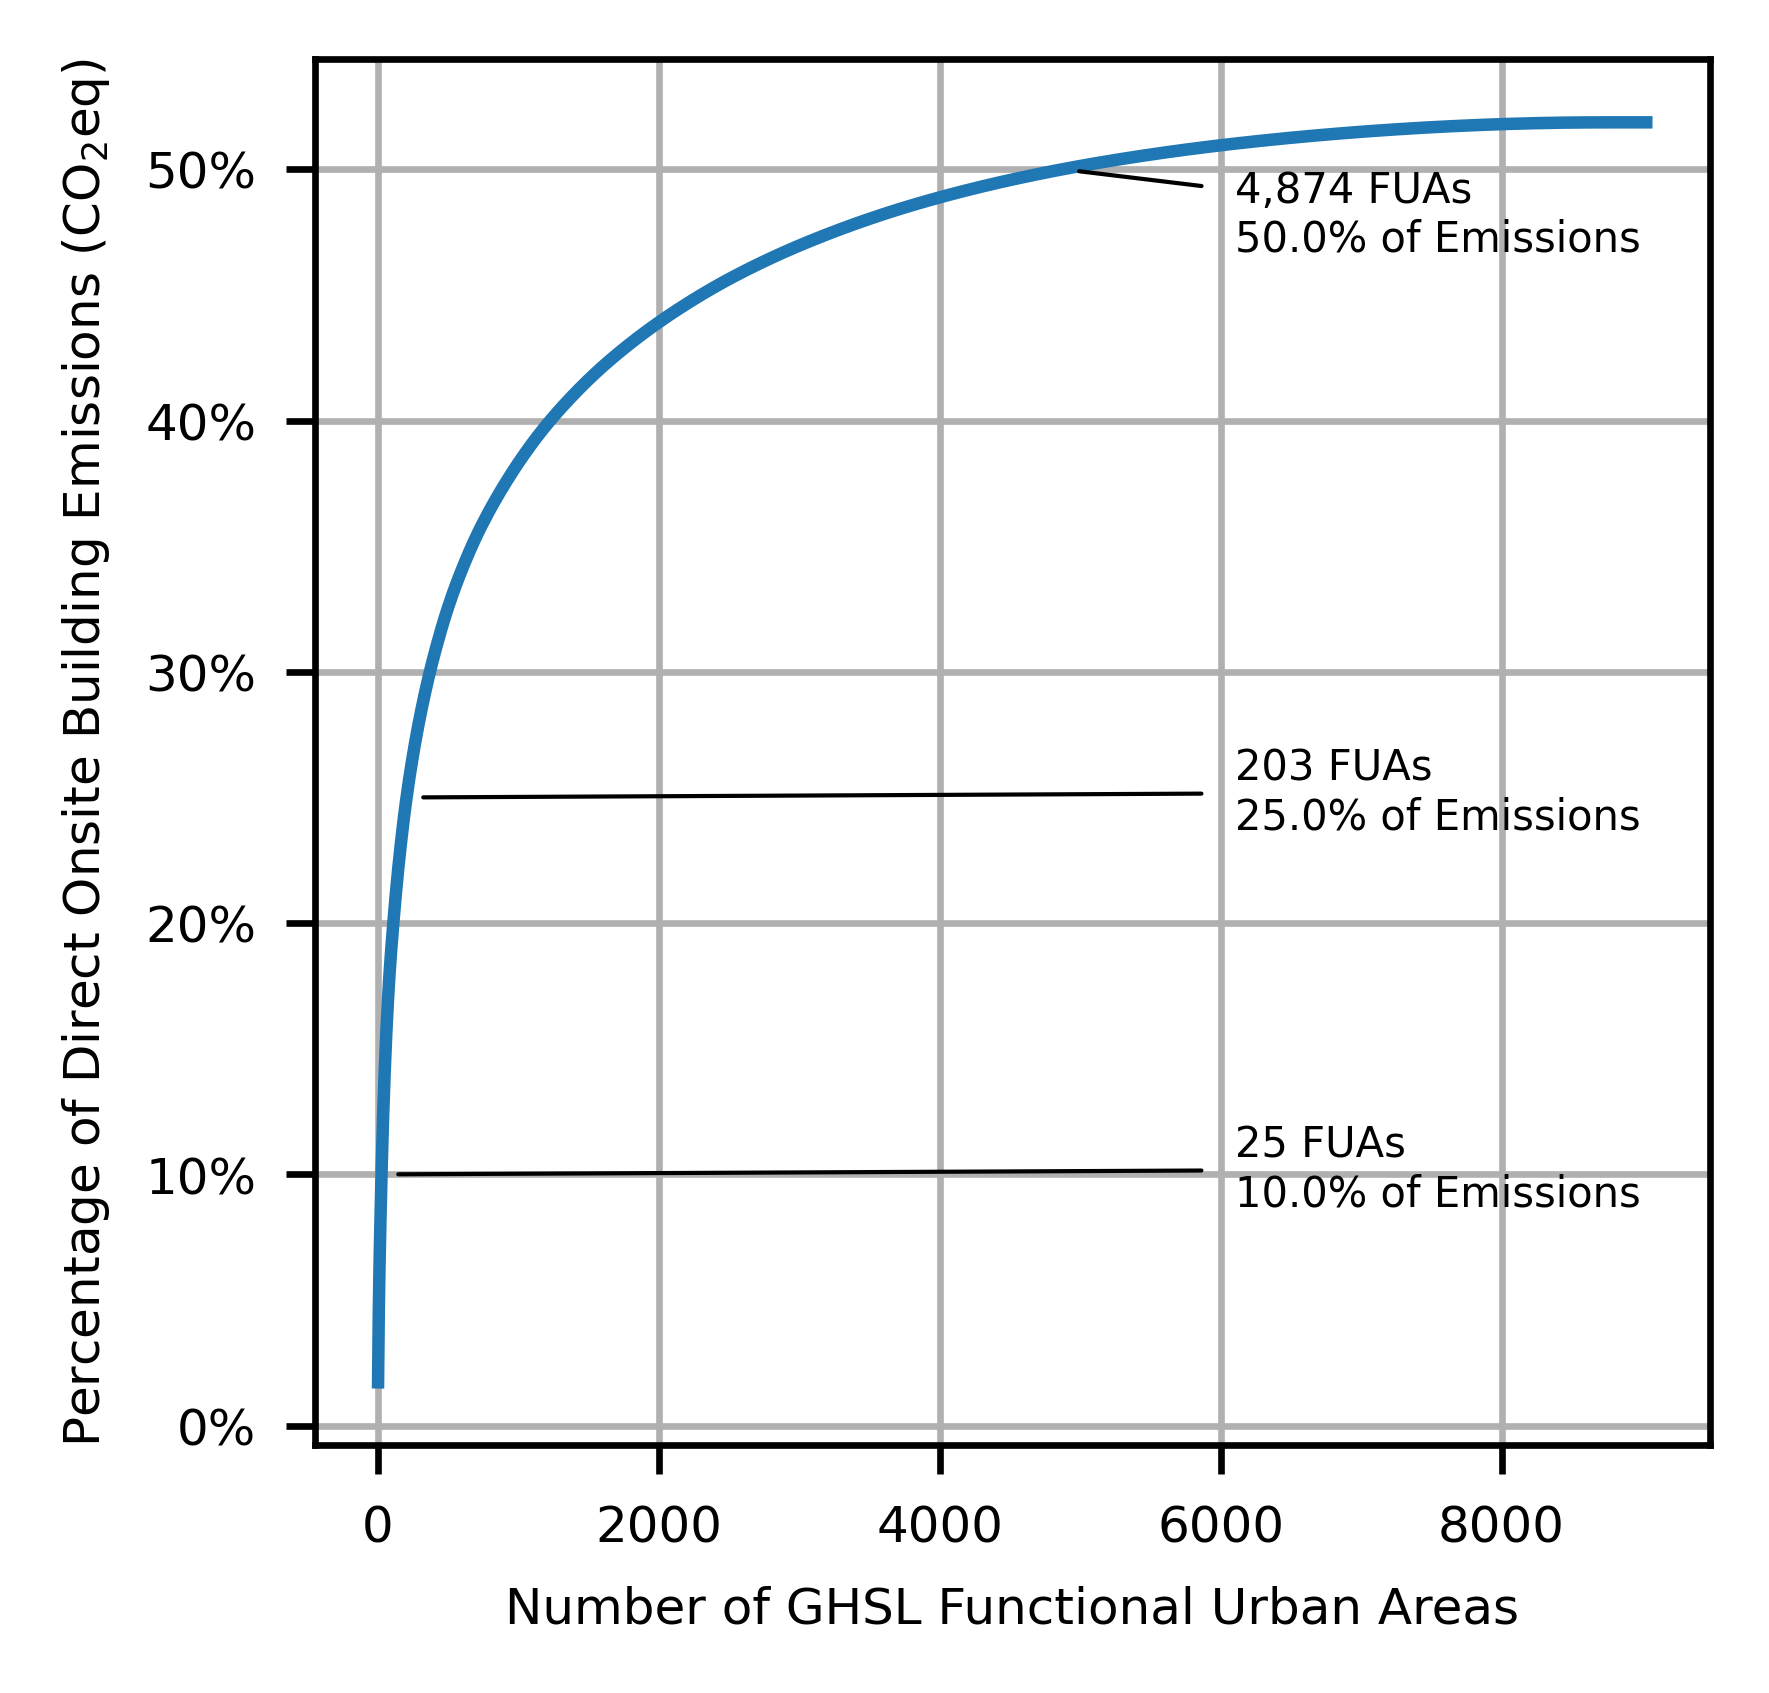 Percentage of Direct Onsite Building Emissions (CO₂eq)
50%
40%
30%
20%
10%
0%
4,874 FUAs
50.0% of Emissions
203 FUAs
25.0% of Emissions
25 FUAs
10.0% of Emissions
0 2000 4000 6000 8000
Number of GHSL Functional Urban Areas